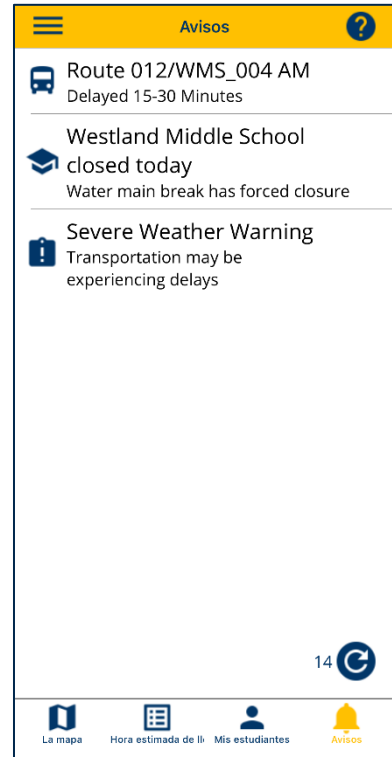 Avisos
?
Route 012/WMS_004 AM
Delayed 15-30 Minutes
Westland Middle School
closed today
Water main break has forced closure
Severe Weather Warning
Transportation may be
experiencing delays
14
La mapa
Hora estimada de ll
Mis estudiantes
Avisos